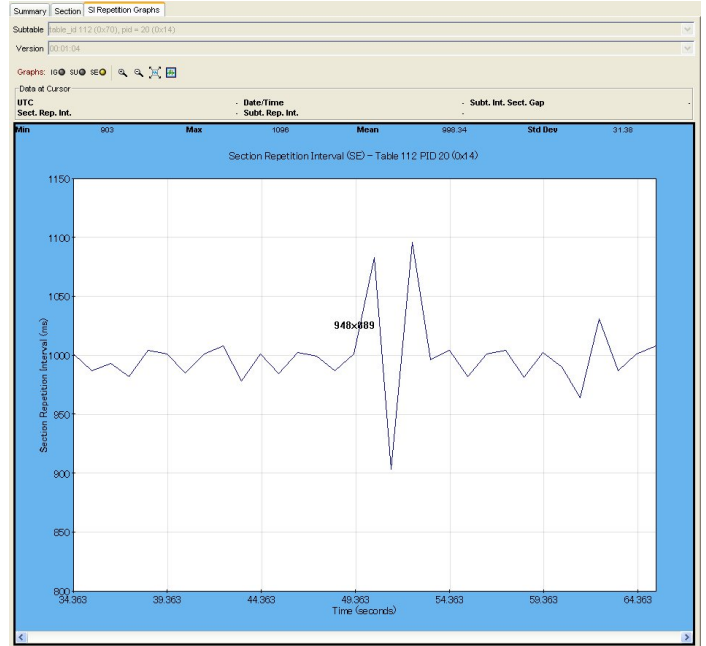 Summary Section SI Repetition Graphs
Subtable table_id 112 (0x70), pid = 20 (0x14)
Version 00:01:04
Graphs: IG SU SE
Data at Cursor
UTC - Date/Time - Subt. Int. Sect. Gap -
Sect. Rep. Int. - Subt. Rep. Int. -
Min 903 Max 1096 Mean 998.34 Std Dev 31.38
Section Repetition Interval (SE) - Table 112 PID 20 (0x14)
1150
1100
1050
948x889
1000
950
900
850
800
Section Repetition Interval (ms)
34.363 39.363 44.363 49.363 54.363 59.363 64.363
Time (seconds)